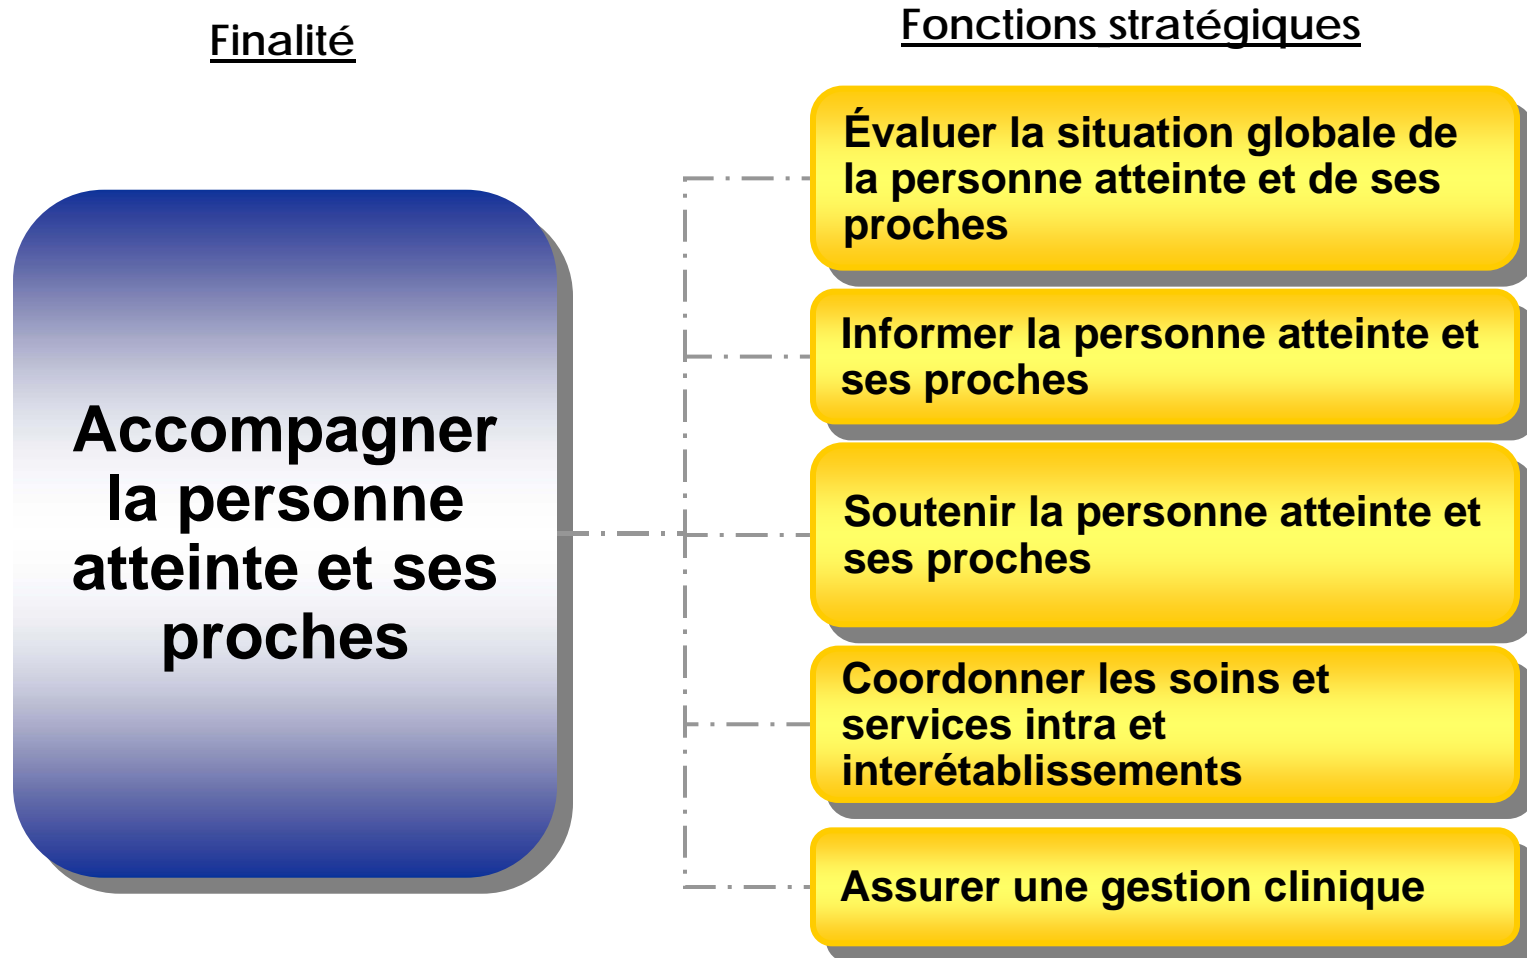 Finalité
Fonctions stratégiques
Accompagner
la personne
atteinte et ses
proches
Évaluer la situation globale de
la personne atteinte et de ses
proches
Informer la personne atteinte et
ses proches
Soutenir la personne atteinte et
ses proches
Coordonner les soins et
services intra et
interétablissements
Assurer une gestion clinique